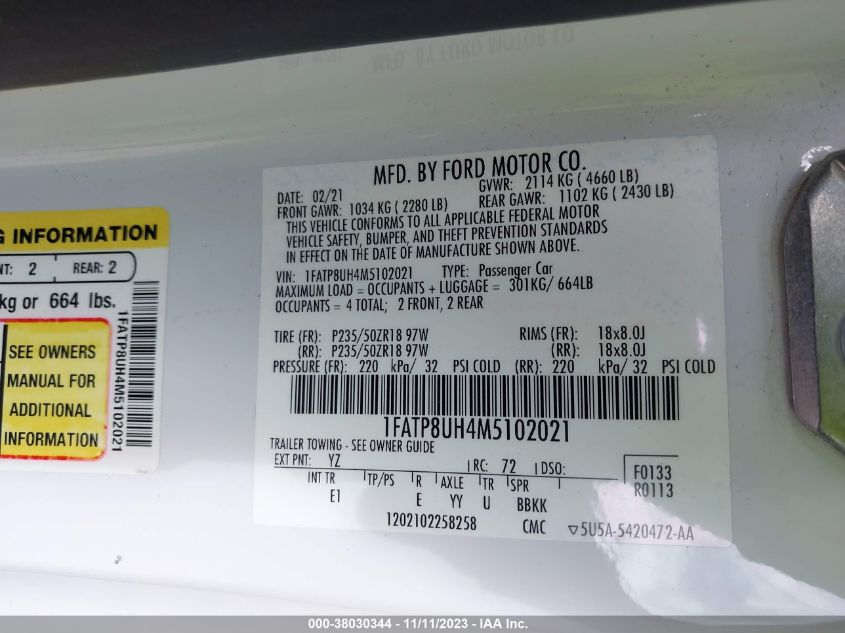 MFD. BY FORD MOTOR CO.
G INFORMATION
NT: 2 REAR: 2
kg or 664 lbs.
SEE OWNERS
MANUAL FOR
ADDITIONAL
INFORMATION
1FATP8UH4M5102021
MFD. BY FORD MOTOR CO.
DATE: 02/21 GVWR: 2114 KG ( 4660 LB)
FRONT GAWR: 1034 KG ( 2280 LB) REAR GAWR: 1102 KG ( 2430 LB)
THIS VEHICLE CONFORMS TO ALL APPLICABLE FEDERAL MOTOR
VEHICLE SAFETY, BUMPER, AND THEFT PREVENTION STANDARDS
IN EFFECT ON THE DATE OF MANUFACTURE SHOWN ABOVE.
VIN: 1FATP8UH4M5102021 TYPE: Passenger Car
MAXIMUM LOAD = OCCUPANTS + LUGGAGE = 301KG/ 664LB
OCCUPANTS = 4 TOTAL; 2 FRONT, 2 REAR
TIRE (FR): P235/50ZR18 97W RIMS (FR): 18x8.0J
(RR): P235/50ZR18 97W (RR): 18x8.0J
PRESSURE (FR): 220 kPa/ 32 PSI COLD (RR): 220 kPa/ 32 PSI COLD
1FATP8UH4M5102021
TRAILER TOWING - SEE OWNER GUIDE
EXT PNT: YZ RC: 72 DSO:
F0133
R0113
INT TR TP/PS R AXLE TR SPR
E1 E YY U BBKK
1202102258258 CMC ▽5U5A-5420472-AA
000-38030344 - 11/11/2023 - IAA Inc.